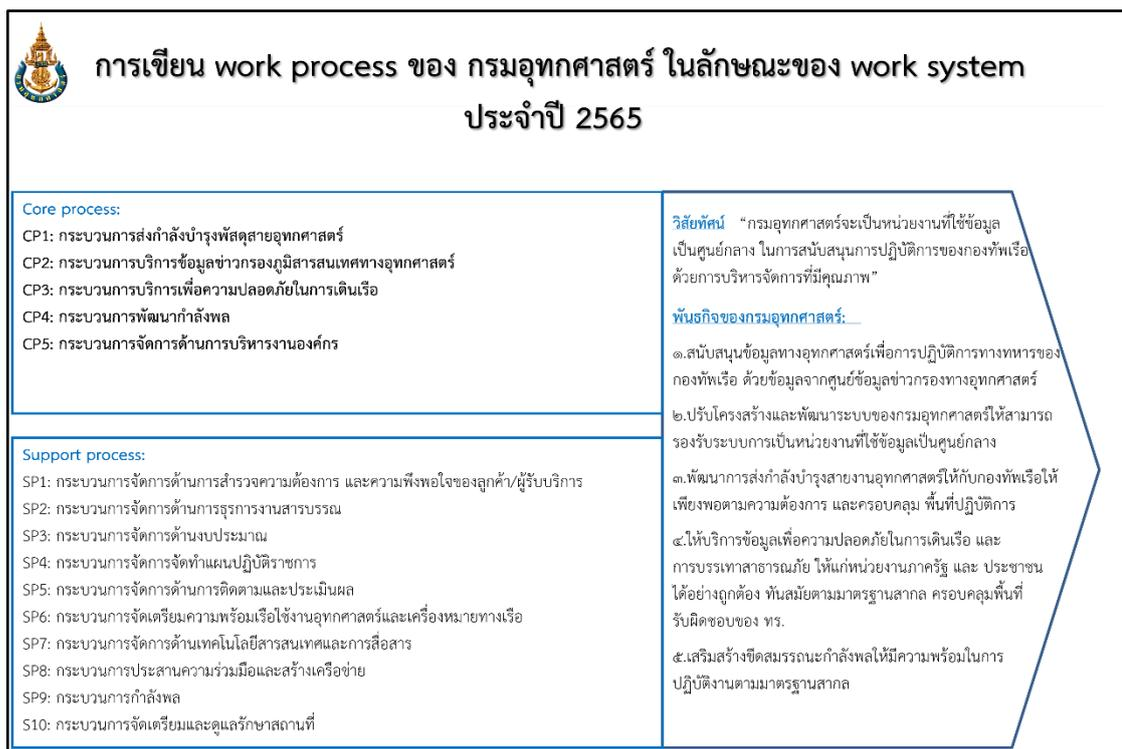 การเขียน work process ของ กรมอุทกศาสตร์ ในลักษณะของ work system
ประจำปี 2565
Core process:
CP1: กระบวนการส่งกำลังบำรุงพัสดุสายอุทกศาสตร์
CP2: กระบวนการบริการข้อมูลข่าวกรองภูมิสารสนเทศทางอุทกศาสตร์
CP3: กระบวนการบริการเพื่อความปลอดภัยในการเดินเรือ
CP4: กระบวนการพัฒนากำลังพล
CP5: กระบวนการจัดการด้านการบริหารงานองค์กร
Support process:
SP1: กระบวนการจัดการด้านการสำรวจความต้องการ และความพึงพอใจของลูกค้า/ผู้รับบริการ
SP2: กระบวนการจัดการด้านการธุรการงานสารบรรณ
SP3: กระบวนการจัดการด้านงบประมาณ
SP4: กระบวนการจัดการการจัดทำแผนปฏิบัติราชการ
SP5: กระบวนการจัดการด้านการติดตามและประเมินผล
SP6: กระบวนการจัดเตรียมความพร้อมเรือใช้งานอุทกศาสตร์และเครื่องหมายทางเรือ
SP7: กระบวนการจัดการด้านเทคโนโลยีสารสนเทศและการสื่อสาร
SP8: กระบวนการประสานความร่วมมือและสร้างเครือข่าย
SP9: กระบวนการกำลังพล
S10: กระบวนการจัดเตรียมและดูแลรักษาสถานที่
วิสัยทัศน์ “กรมอุทกศาสตร์จะเป็นหน่วยงานที่ใช้ข้อมูล
เป็นศูนย์กลาง ในการสนับสนุนการปฏิบัติการของกองทัพเรือ
ด้วยการบริหารจัดการที่มีคุณภาพ”
พันธกิจของกรมอุทกศาสตร์:
๑.สนับสนุนข้อมูลทางอุทกศาสตร์เพื่อการปฏิบัติการทางทหารของ
กองทัพเรือ ด้วยข้อมูลจากศูนย์ข้อมูลข่าวกรองทางอุทกศาสตร์
๒.ปรับโครงสร้างและพัฒนาระบบของกรมอุทกศาสตร์ให้สามารถ
รองรับระบบการเป็นหน่วยงานที่ใช้ข้อมูลเป็นศูนย์กลาง
๓.พัฒนาการส่งกำลังบำรุงสายงานอุทกศาสตร์ให้กับกองทัพเรือให้
เพียงพอตามความต้องการ และครอบคลุม พื้นที่ปฏิบัติการ
๔.ให้บริการข้อมูลเพื่อความปลอดภัยในการเดินเรือ และ
การบรรเทาสาธารณภัย ให้แก่หน่วยงานภาครัฐ และ ประชาชน
ได้อย่างถูกต้อง ทันสมัยตามมาตรฐานสากล ครอบคลุมพื้นที่
รับผิดชอบของ ทร.
๕.เสริมสร้างขีดสมรรถนะกำลังพลให้มีความพร้อมในการ
ปฏิบัติงานตามมาตรฐานสากล